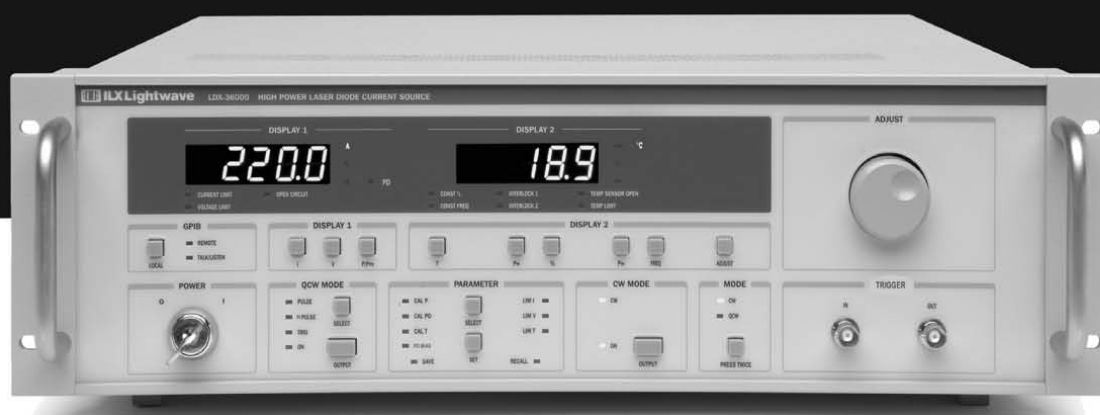 ILX Lightwave LDX-36000 HIGH POWER LASER DIODE CURRENT SOURCE
DISPLAY 1
DISPLAY 2
ADJUST
220.0
A
18.9
°C
PD
CURRENT LIMIT
OPEN CIRCUIT
VOLTAGE LIMIT
CONST %
INTERLOCK 1
TEMP SENSOR OPEN
CONST FREQ
INTERLOCK 2
TEMP LIMIT
GPIB
DISPLAY 1
DISPLAY 2
REMOTE
TALK/LISTEN
LOCAL
I
V
T
%
FREQ
ADJUST
POWER
QCW MODE
PARAMETER
CW MODE
MODE
TRIGGER
O
I
PULSE
TRIG
ON
SELECT
OUTPUT
CAL P
CAL PD
CAL T
PD BIAS
SAVE
SELECT
SET
LIM I
LIM V
LIM T
RECALL
CW
ON
OUTPUT
CW
QCW
PRESS TWICE
IN
OUT